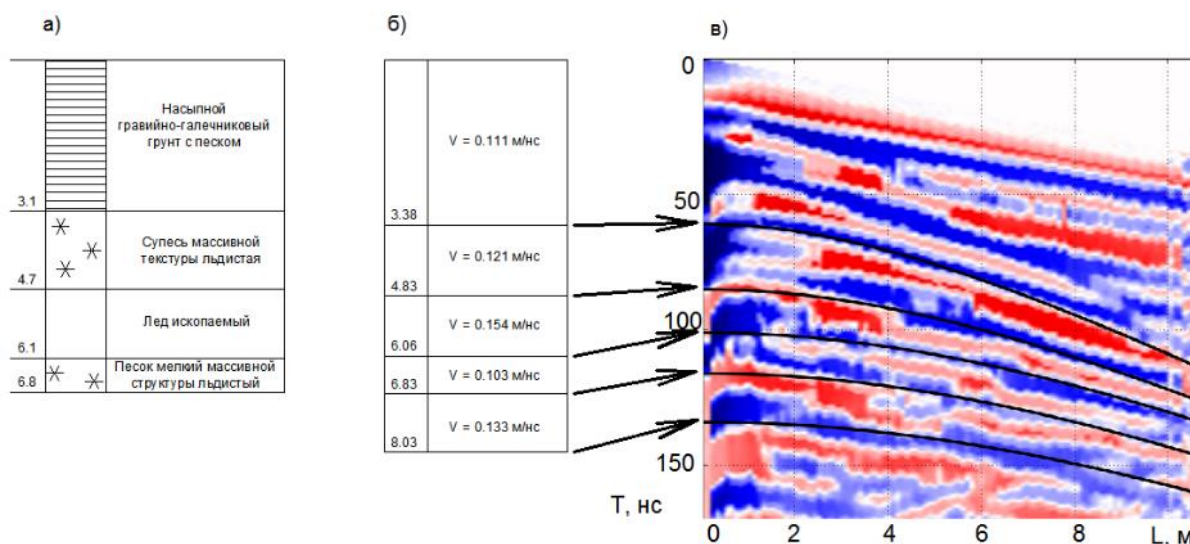 а)
Насыпной
гравийно-галечниковый
грунт с песком
3.1
Супесь массивной
текстуры льдистая
4.7
Лед ископаемый
6.1
Песок мелкий массивной
структуры льдистый
6.8
б)
V = 0.111 м/нс
3.38
V = 0.121 м/нс
4.83
V = 0.154 м/нс
6.06
V = 0.103 м/нс
6.83
V = 0.133 м/нс
8.03
в)
0
50
100
150
Т, нс
0 2 4 6 8 L, м